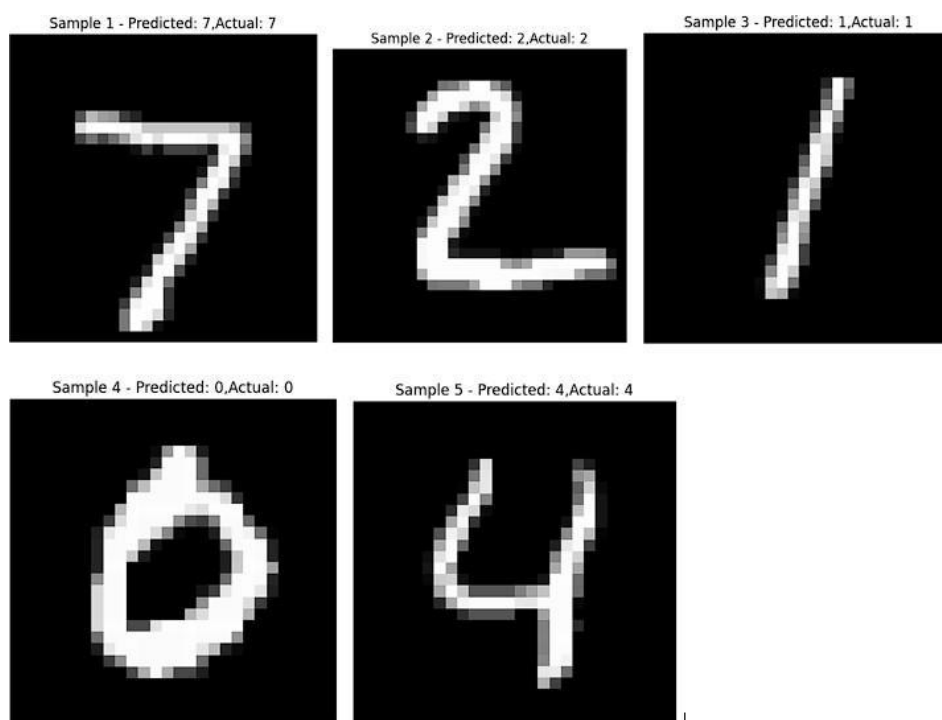 Sample 1 - Predicted: 7,Actual: 7
Sample 2 - Predicted: 2,Actual: 2
Sample 3 - Predicted: 1,Actual: 1
7
2
1
Sample 4 - Predicted: 0,Actual: 0
Sample 5 - Predicted: 4,Actual: 4
0
4